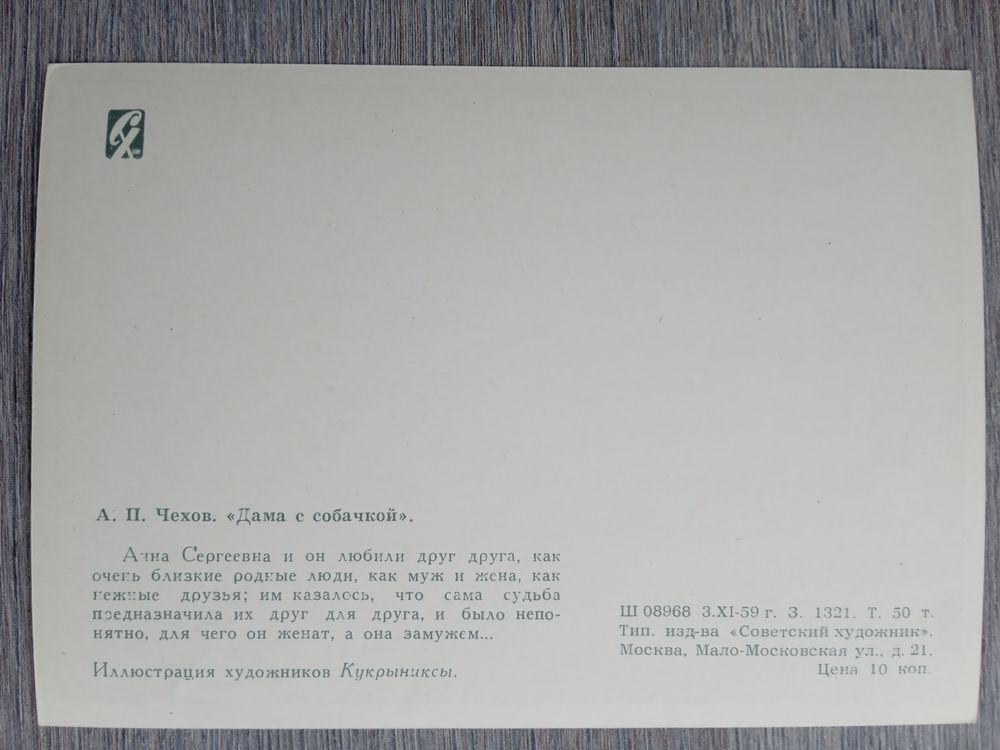 СХ
А. П. Чехов. «Дама с собачкой».
Анна Сергеевна и он любили друг друга, как
очень близкие родные люди, как муж и жена, как
нежные друзья; им казалось, что сама судьба
предназначила их друг для друга, и было непо-
нятно, для чего он женат, а она замужем...
Иллюстрация художников Кукрыниксы.
Ш 08968 3.XI-59 г. З. 1321. Т. 50 т.
Тип. изд-ва «Советский художник».
Москва, Мало-Московская ул., д. 21.
Цена 10 коп.